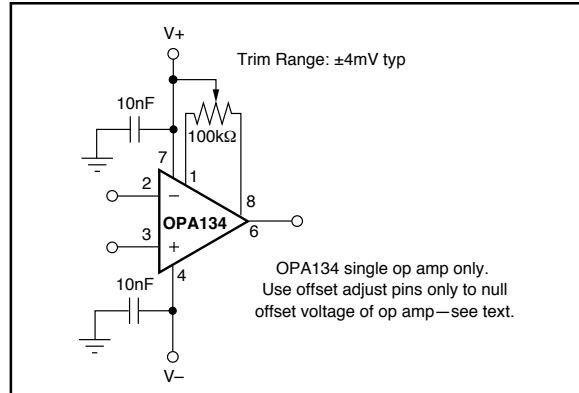 V+
Trim Range: ±4mV typ
10nF
100kΩ
7
1
2
8
–
OPA134
6
3
+
4
10nF
OPA134 single op amp only.
Use offset adjust pins only to null
offset voltage of op amp—see text.
V–